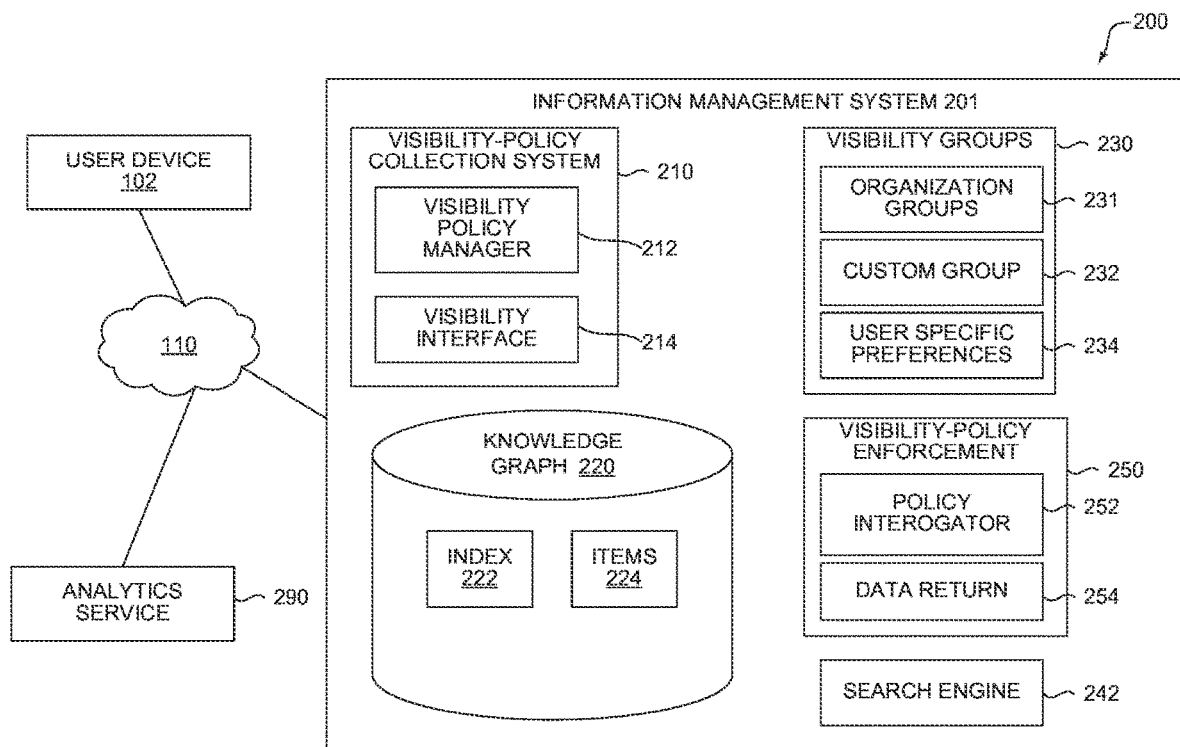 200
INFORMATION MANAGEMENT SYSTEM 201
USER DEVICE
102
110
ANALYTICS
SERVICE
290
VISIBILITY-POLICY
COLLECTION SYSTEM
210
VISIBILITY
POLICY
MANAGER
212
VISIBILITY
INTERFACE
214
KNOWLEDGE
GRAPH 220
INDEX
222
ITEMS
224
VISIBILITY GROUPS
230
ORGANIZATION
GROUPS
231
CUSTOM GROUP
232
USER SPECIFIC
PREFERENCES
234
VISIBILITY-POLICY
ENFORCEMENT
250
POLICY
INTEROGATOR
252
DATA RETURN
254
SEARCH ENGINE
242